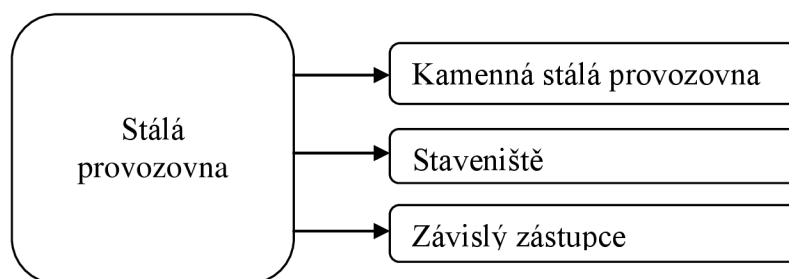 Stálá
provozovna
Kamenná stálá provozovna
Staveniště
Závislý zástupce